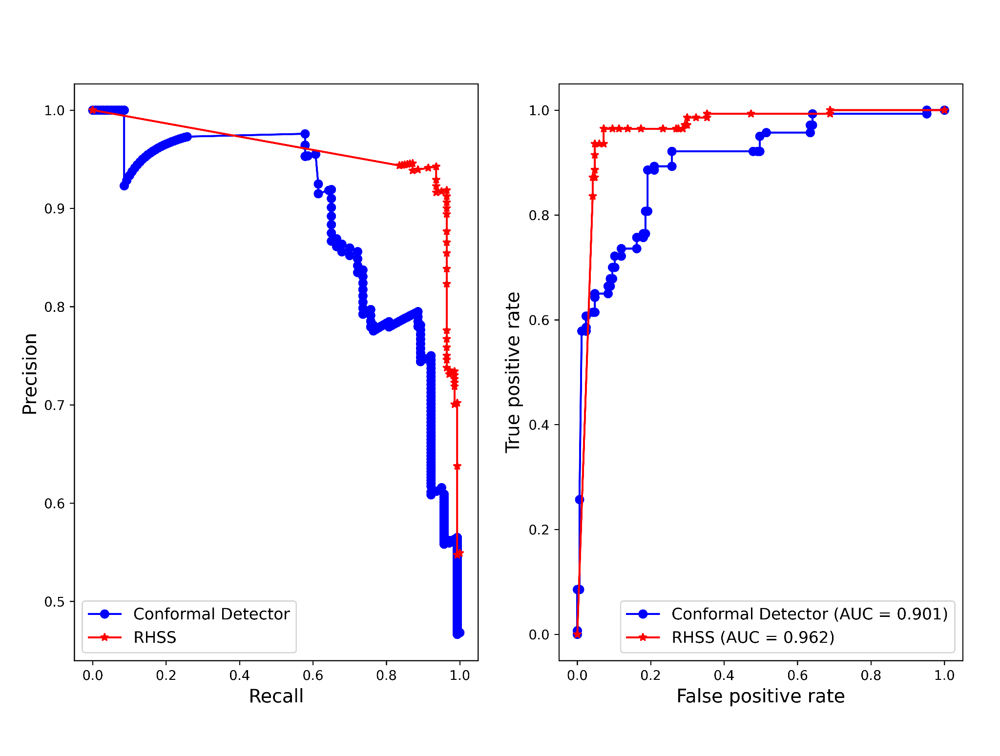 Precision
1.0
0.9
0.8
0.7
0.6
0.5
Conformal Detector
RHSS
0.0 0.2 0.4 0.6 0.8 1.0
Recall
True positive rate
1.0
0.8
0.6
0.4
0.2
0.0
Conformal Detector (AUC = 0.901)
RHSS (AUC = 0.962)
0.0 0.2 0.4 0.6 0.8 1.0
False positive rate